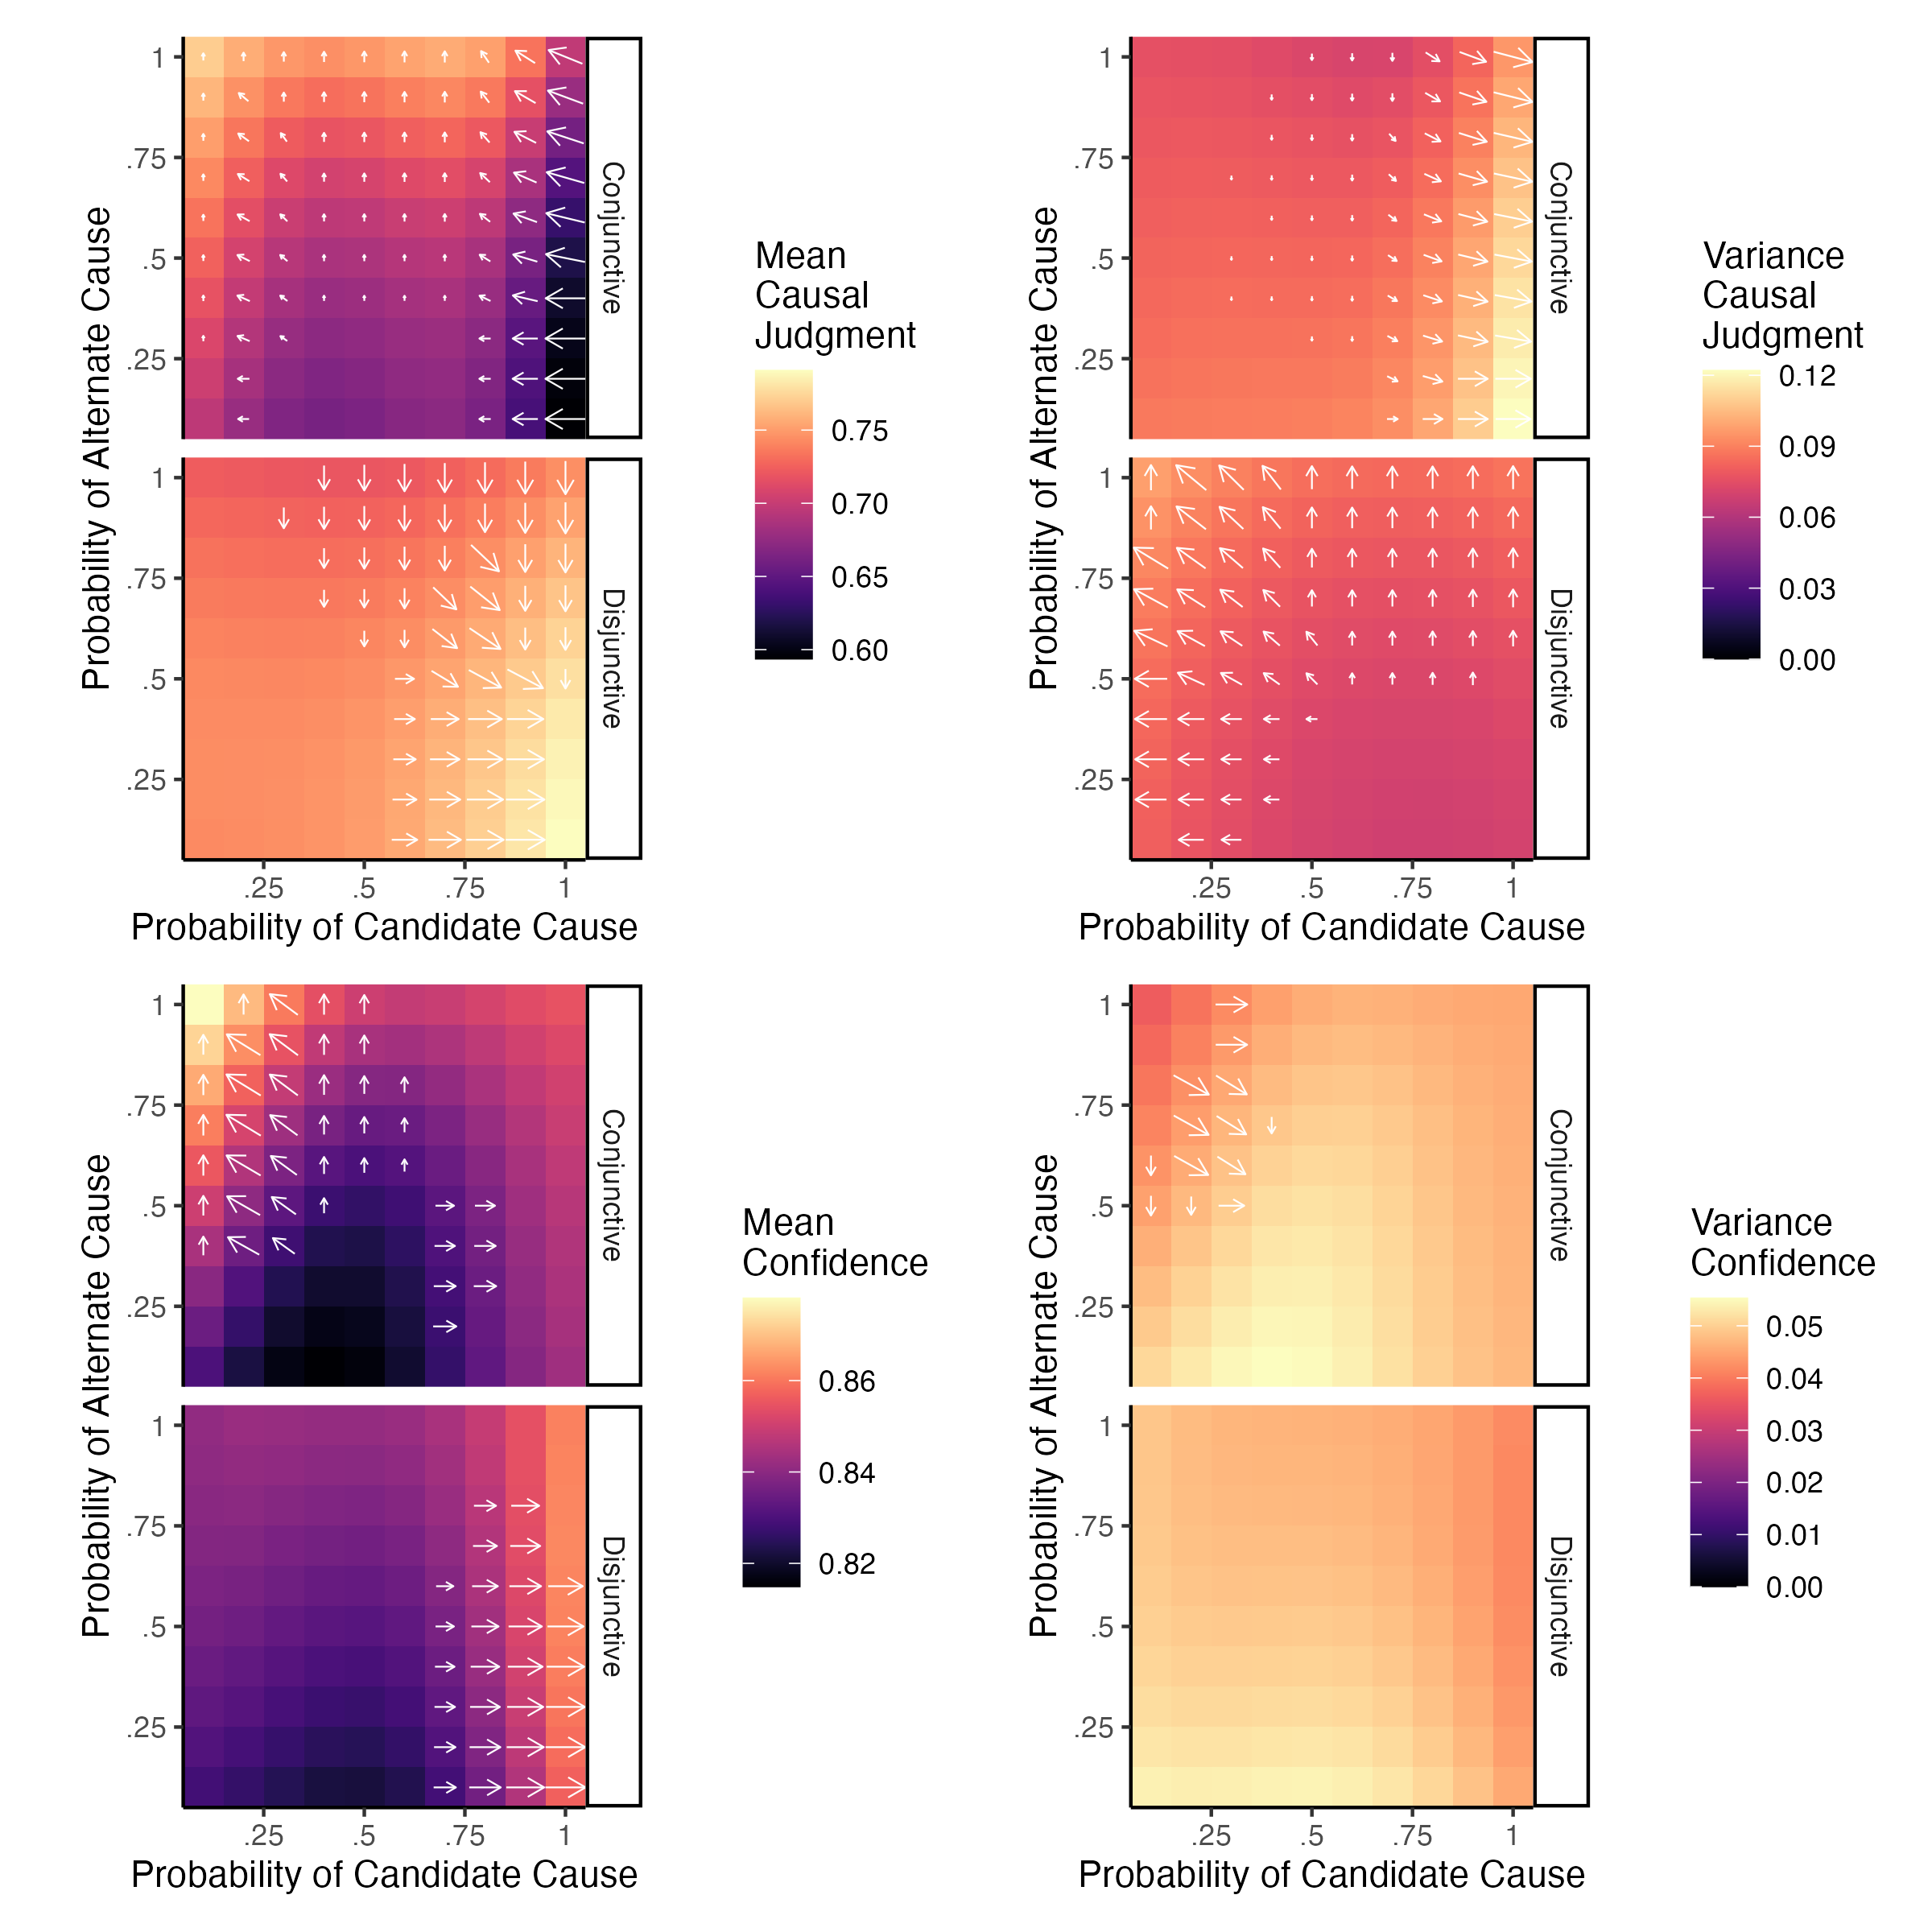 Probability of Alternate Cause
1
.75
.5
.25
Conjunctive
1
.75
.5
.25
Disjunctive
.25 .5 .75 1
Probability of Candidate Cause
Mean
Causal
Judgment
0.75
0.70
0.65
0.60
Probability of Alternate Cause
1
.75
.5
.25
Conjunctive
1
.75
.5
.25
Disjunctive
.25 .5 .75 1
Probability of Candidate Cause
Variance
Causal
Judgment
0.12
0.09
0.06
0.03
0.00
Probability of Alternate Cause
1
.75
.5
.25
Conjunctive
1
.75
.5
.25
Disjunctive
.25 .5 .75 1
Probability of Candidate Cause
Mean
Confidence
0.86
0.84
0.82
Probability of Alternate Cause
1
.75
.5
.25
Conjunctive
1
.75
.5
.25
Disjunctive
.25 .5 .75 1
Probability of Candidate Cause
Variance
Confidence
0.05
0.04
0.03
0.02
0.01
0.00